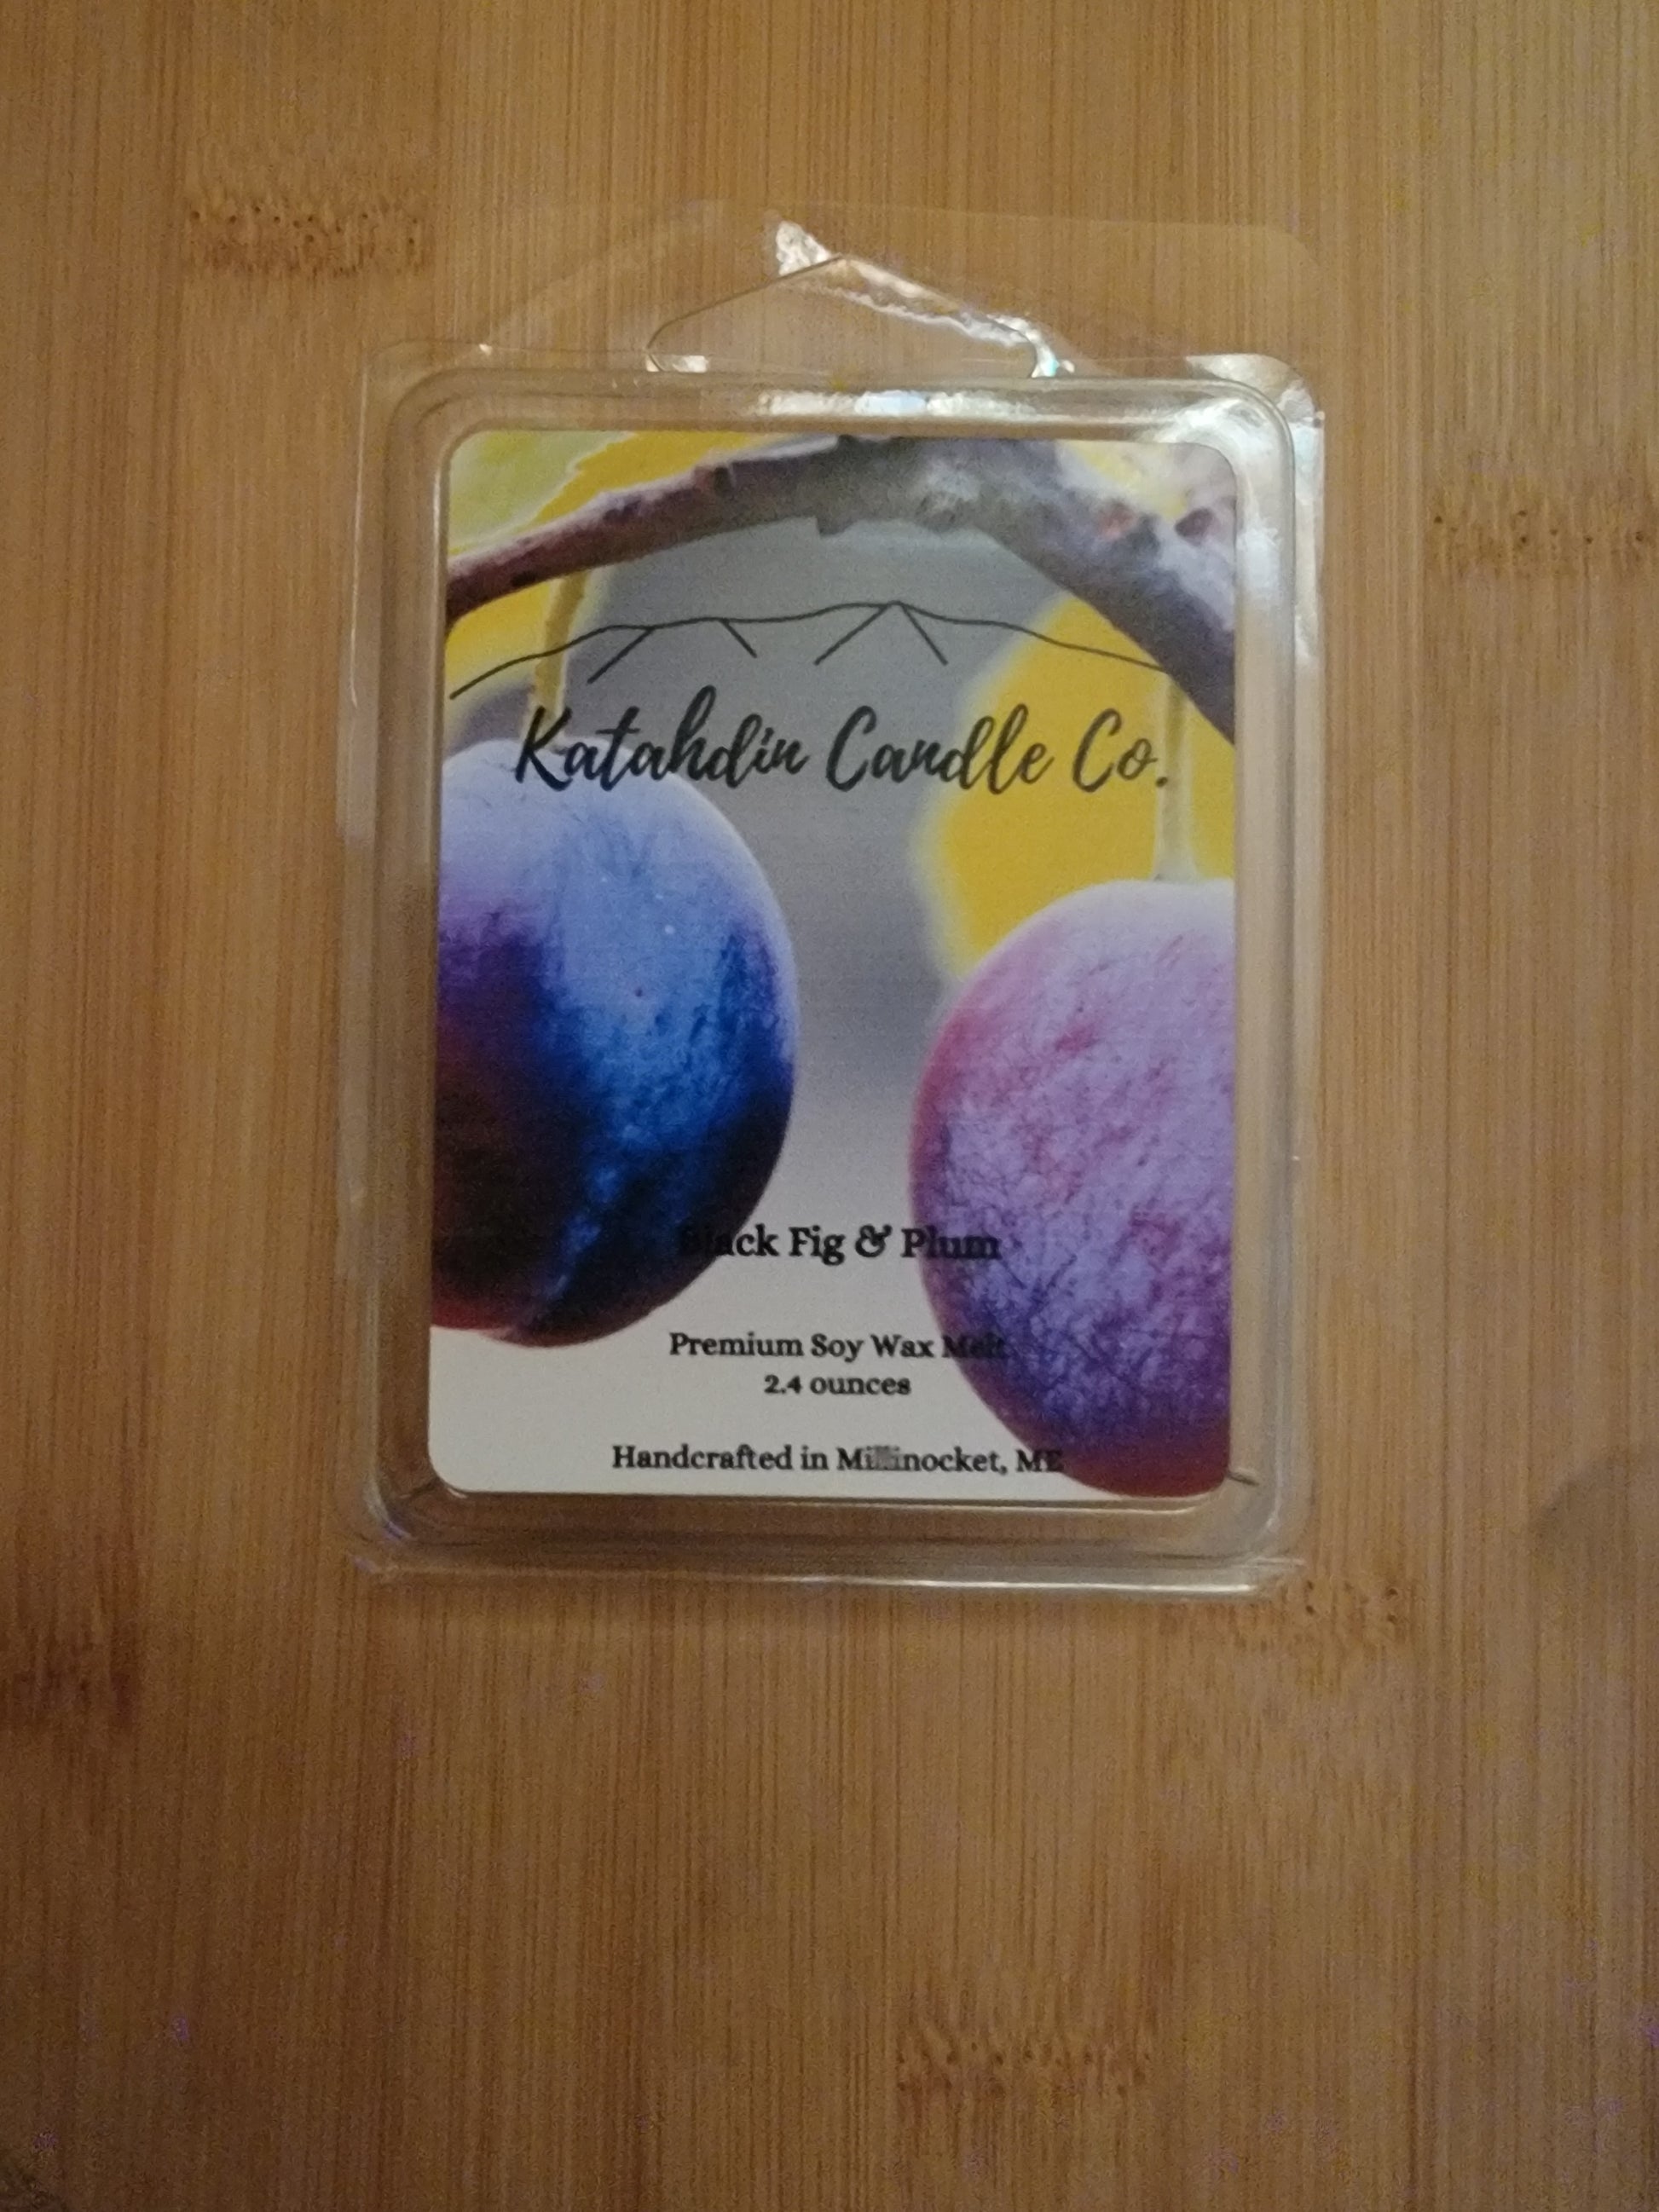 Katahdin Candle Co.
Black Fig & Plum
Premium Soy Wax Melt
2.4 ounces
Handcrafted in Millinocket, ME